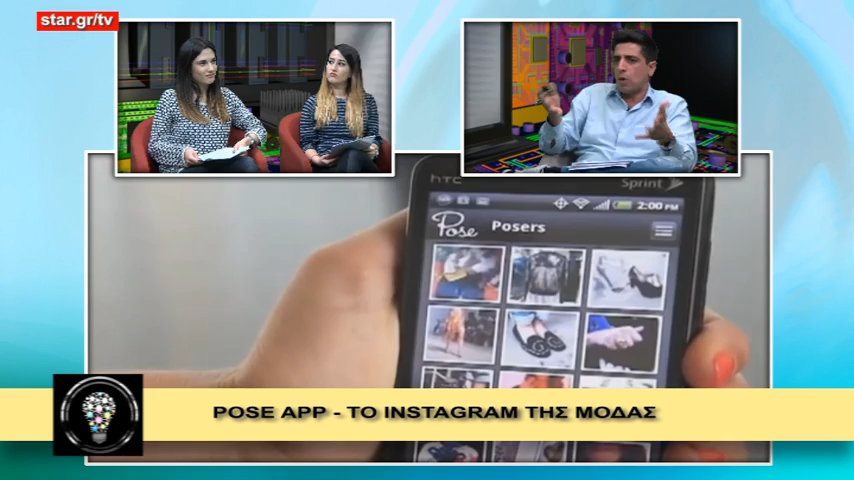 star.gr/tv
hTC
Sprint
2:00 PM
Pose
Posers
POSE APP - ΤΟ INSTAGRAM ΤΗΣ ΜΟΔΑΣ